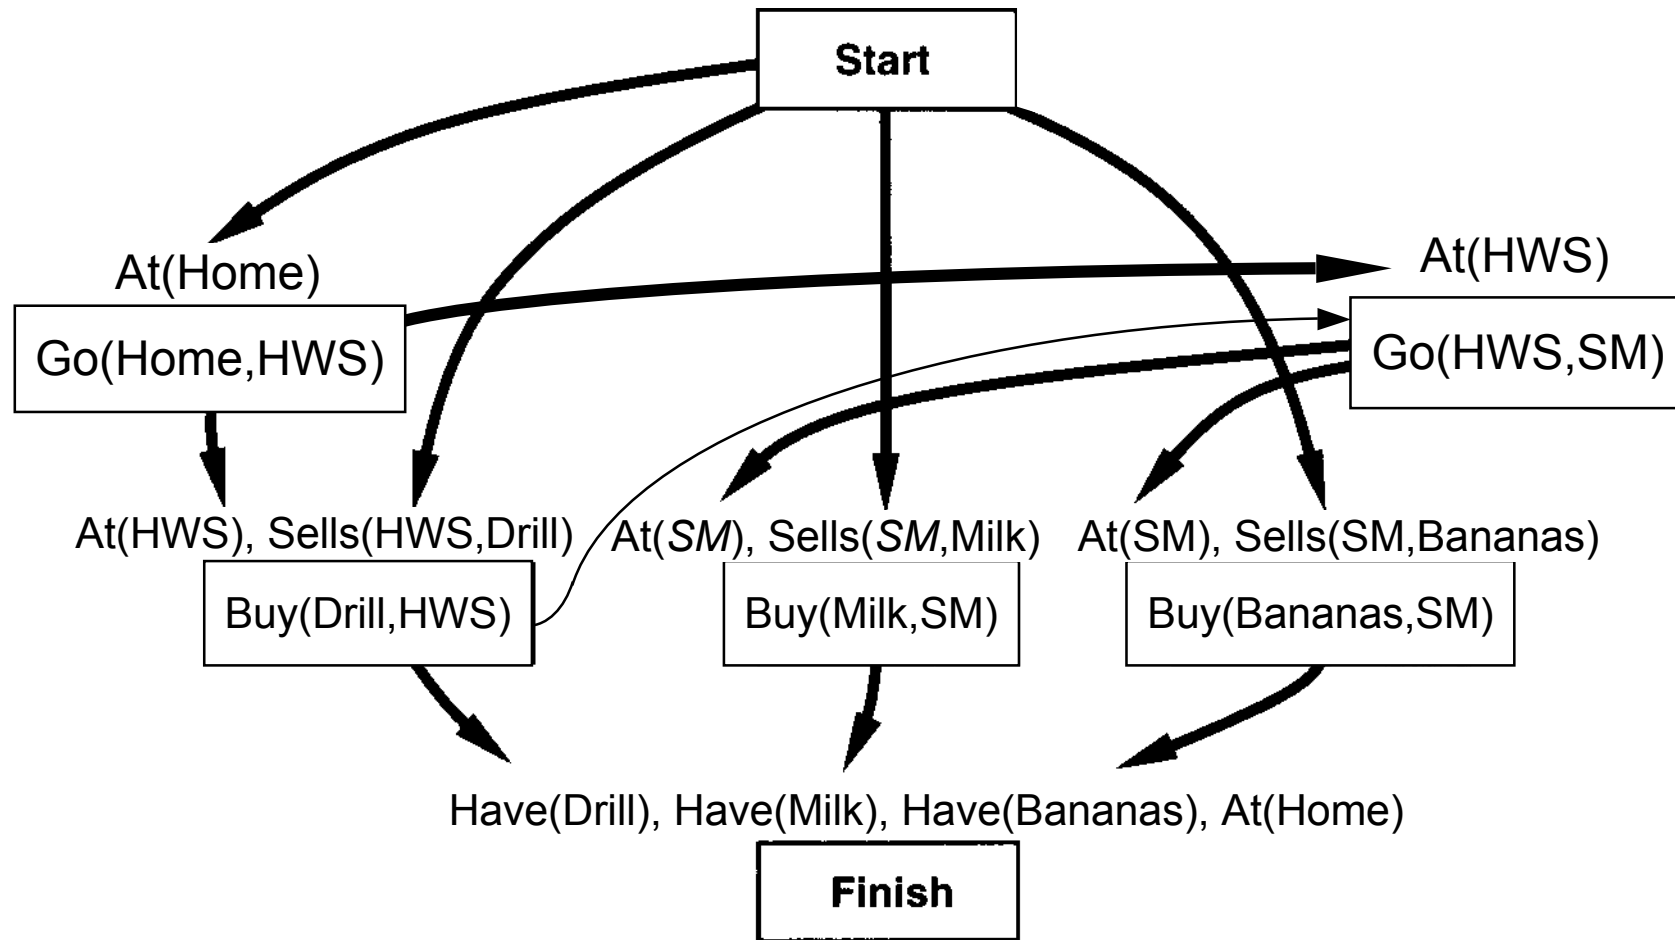 Start
At(Home)
At(HWS)
Go(Home,HWS)
Go(HWS,SM)
At(HWS), Sells(HWS,Drill)
At(SM), Sells(SM,Milk)
At(SM), Sells(SM,Bananas)
Buy(Drill,HWS)
Buy(Milk,SM)
Buy(Bananas,SM)
Have(Drill), Have(Milk), Have(Bananas), At(Home)
Finish